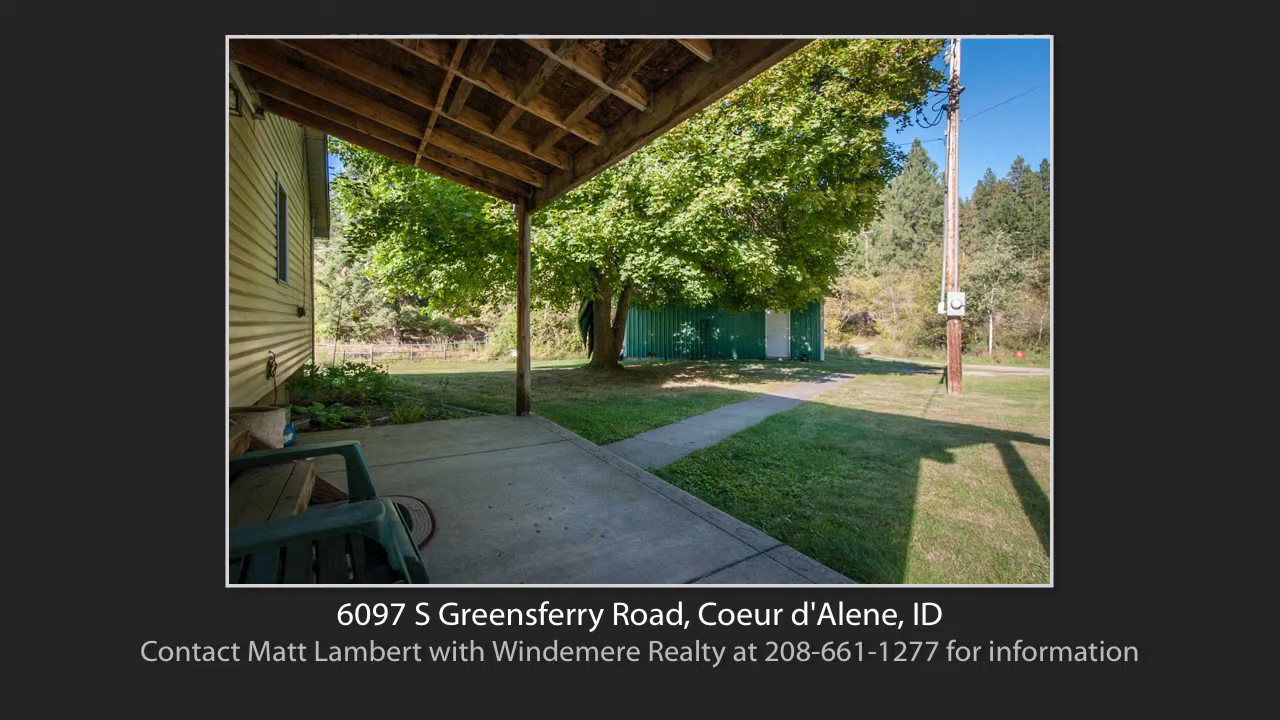 6097 S Greensferry Road, Coeur d'Alene, ID
Contact Matt Lambert with Windemere Realty at 208-661-1277 for information